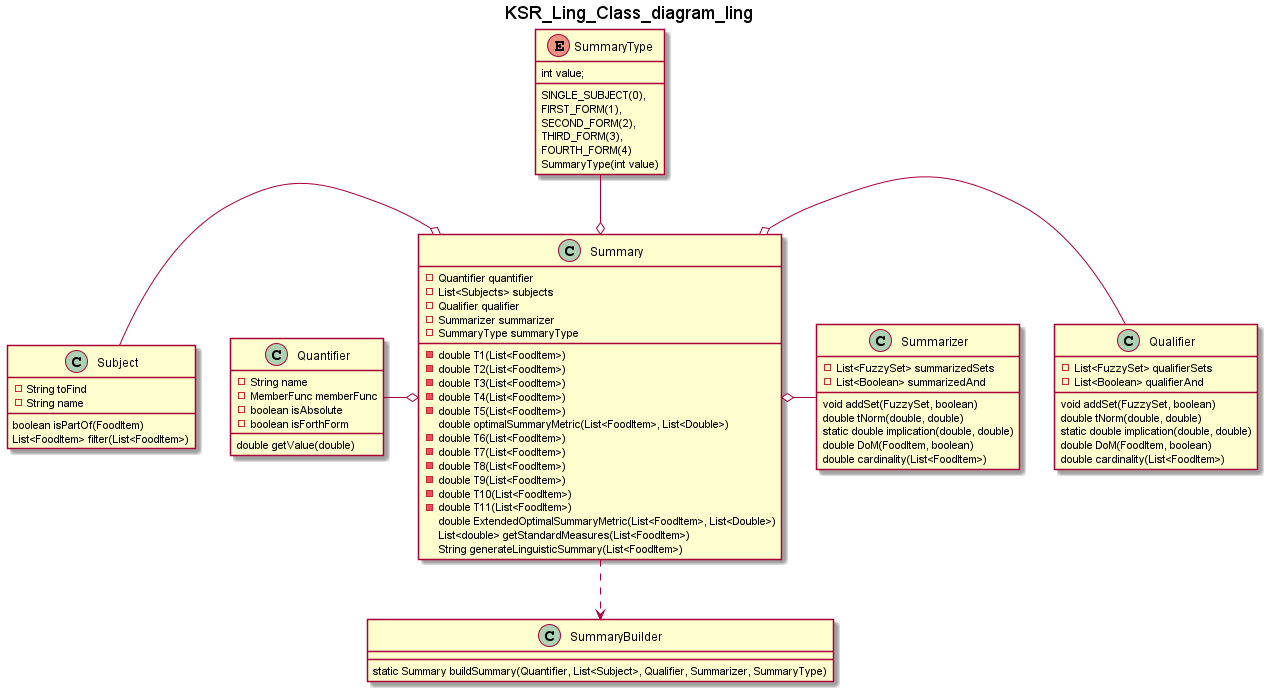 KSR_Ling_Class_diagram_ling
E SummaryType
int value;
SINGLE_SUBJECT(0),
FIRST_FORM(1),
SECOND_FORM(2),
THIRD_FORM(3),
FOURTH_FORM(4)
SummaryType(int value)
C Summary
Quantifier quantifier
List<Subjects> subjects
Qualifier qualifier
Summarizer summarizer
SummaryType summaryType
double T1(List<FoodItem>)
double T2(List<FoodItem>)
double T3(List<FoodItem>)
double T4(List<FoodItem>)
double T5(List<FoodItem>)
double optimalSummaryMetric(List<FoodItem>, List<Double>)
double T6(List<FoodItem>)
double T7(List<FoodItem>)
double T8(List<FoodItem>)
double T9(List<FoodItem>)
double T10(List<FoodItem>)
double T11(List<FoodItem>)
double ExtendedOptimalSummaryMetric(List<FoodItem>, List<Double>)
List<double> getStandardMeasures(List<FoodItem>)
String generateLinguisticSummary(List<FoodItem>)
C Subject
String toFind
String name
boolean isPartOf(FoodItem)
List<FoodItem> filter(List<FoodItem>)
C Quantifier
String name
MemberFunc memberFunc
boolean isAbsolute
boolean isForthForm
double getValue(double)
C Summarizer
List<FuzzySet> summarizedSets
List<Boolean> summarizedAnd
void addSet(FuzzySet, boolean)
double tNorm(double, double)
static double implication(double, double)
double DoM(FoodItem, boolean)
double cardinality(List<FoodItem>)
C Qualifier
List<FuzzySet> qualifierSets
List<Boolean> qualifierAnd
void addSet(FuzzySet, boolean)
double tNorm(double, double)
static double implication(double, double)
double DoM(FoodItem, boolean)
double cardinality(List<FoodItem>)
C SummaryBuilder
static Summary buildSummary(Quantifier, List<Subject>, Qualifier, Summarizer, SummaryType)